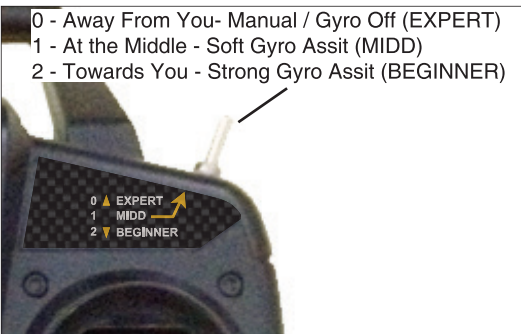 0 - Away From You- Manual / Gyro Off (EXPERT)
1 - At the Middle - Soft Gyro Assit (MIDD)
2 - Towards You - Strong Gyro Assit (BEGINNER)
0 ▲ EXPERT
1 MIDD
2 ▼ BEGINNER